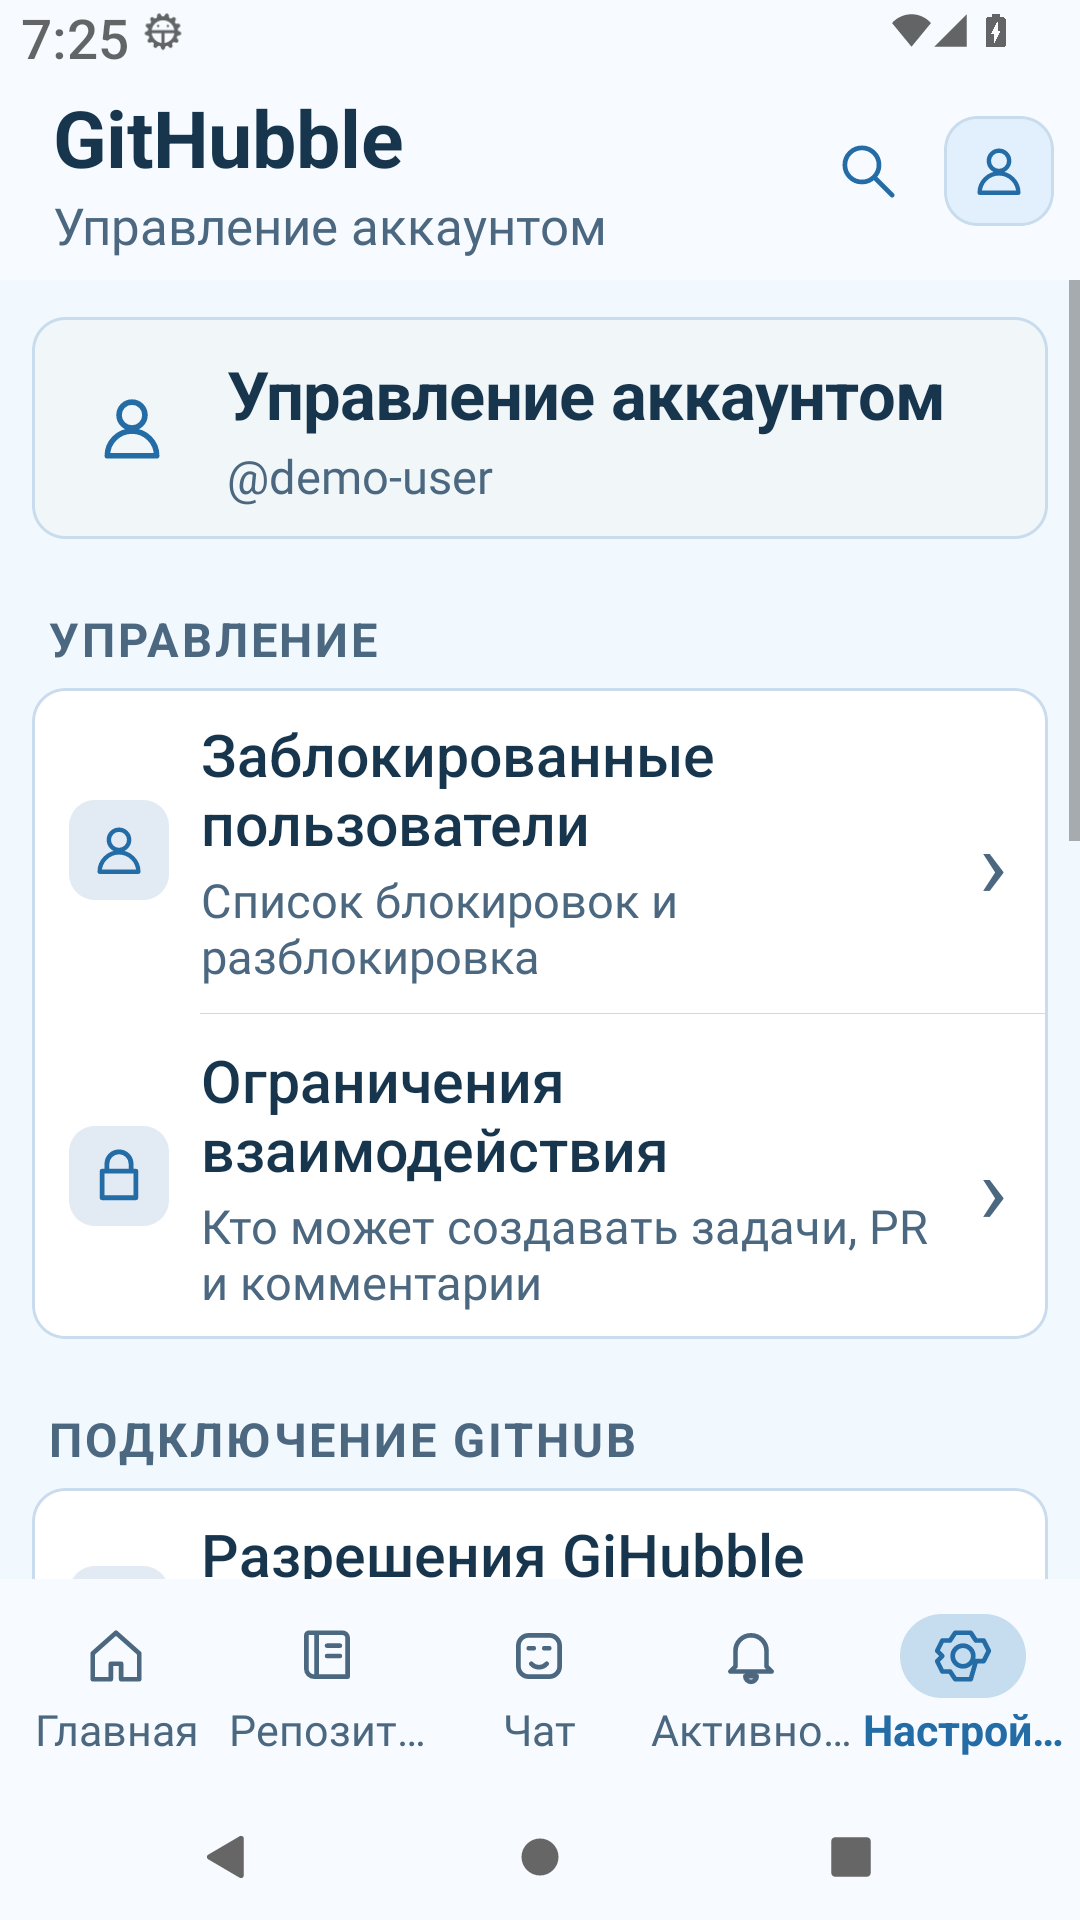 7:25
GitHubble
Управление аккаунтом
Управление аккаунтом
@demo-user
УПРАВЛЕНИЕ
Заблокированные
пользователи
Список блокировок и
разблокировка
Ограничения
взаимодействия
Кто может создавать задачи, PR
и комментарии
ПОДКЛЮЧЕНИЕ GITHUB
Разрешения GiHubble
Главная
Репозит…
Чат
Активно…
Настрой…